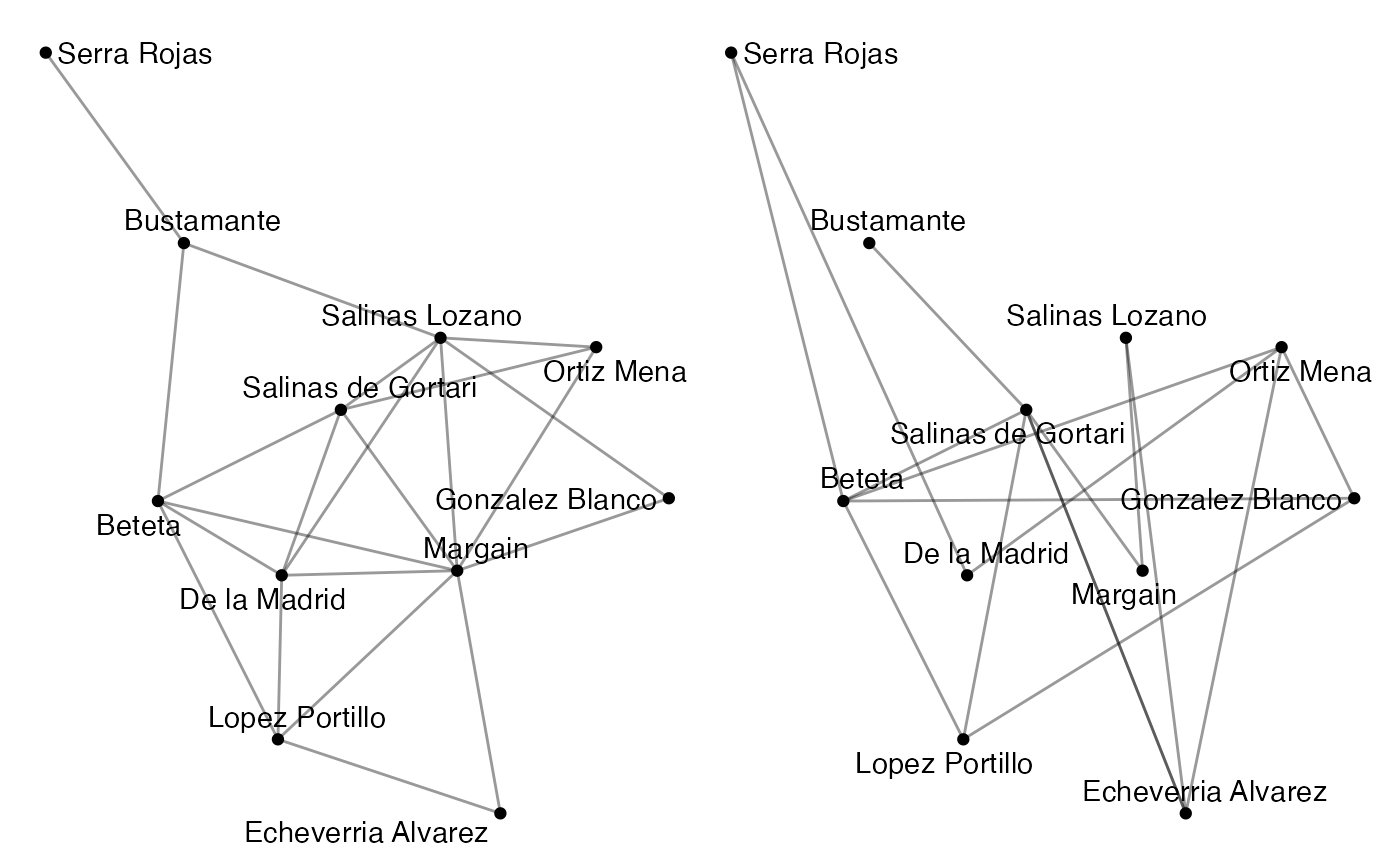 Serra Rojas
Bustamante
Salinas Lozano
Ortiz Mena
Salinas de Gortari
Gonzalez Blanco
Beteta
Margain
De la Madrid
Lopez Portillo
Echeverria Alvarez
Serra Rojas
Bustamante
Salinas Lozano
Ortiz Mena
Salinas de Gortari
Beteta
Gonzalez Blanco
De la Madrid
Margain
Lopez Portillo
Echeverria Alvarez